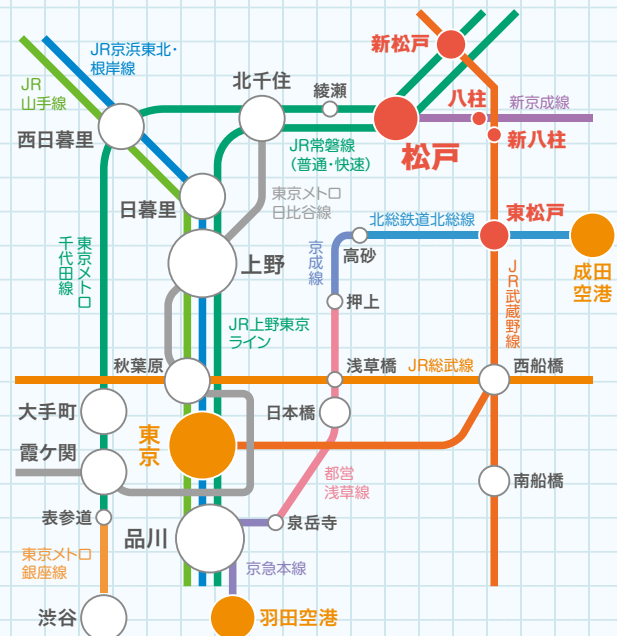 新松戸
JR京浜東北・
根岸線
JR
山手線
北千住
綾瀬
八柱
新京成線
西日暮里
松戸
新八柱
JR常磐線
（普通・快速）
日暮里
東京メトロ
日比谷線
東松戸
北総鉄道北総線
京成線
高砂
成田
空港
東京メトロ
千代田線
上野
JR武蔵野線
押上
JR上野東京
ライン
秋葉原
浅草橋
JR総武線
西船橋
大手町
日本橋
東京
霞ケ関
都営
浅草線
南船橋
表参道
品川
泉岳寺
東京メトロ
銀座線
京急本線
渋谷
羽田空港